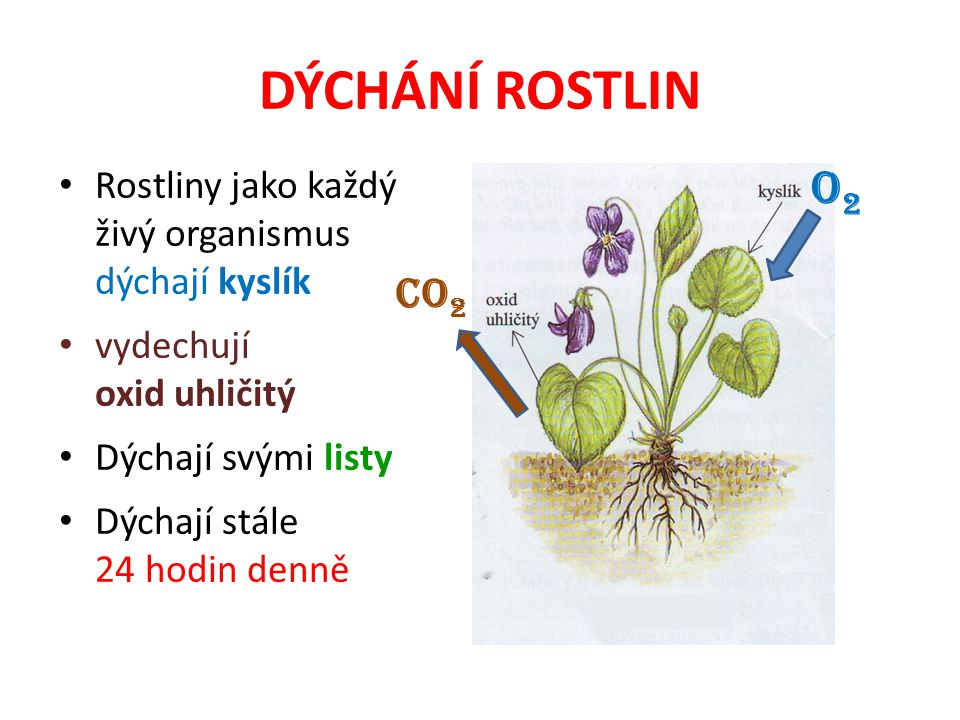 DÝCHÁNÍ ROSTLIN
• Rostliny jako každý
živý organismus
dýchají kyslík
• vydechují
oxid uhličitý
• Dýchají svými listy
• Dýchají stále
24 hodin denně
kyslík
O₂
CO₂
oxid
uhličitý